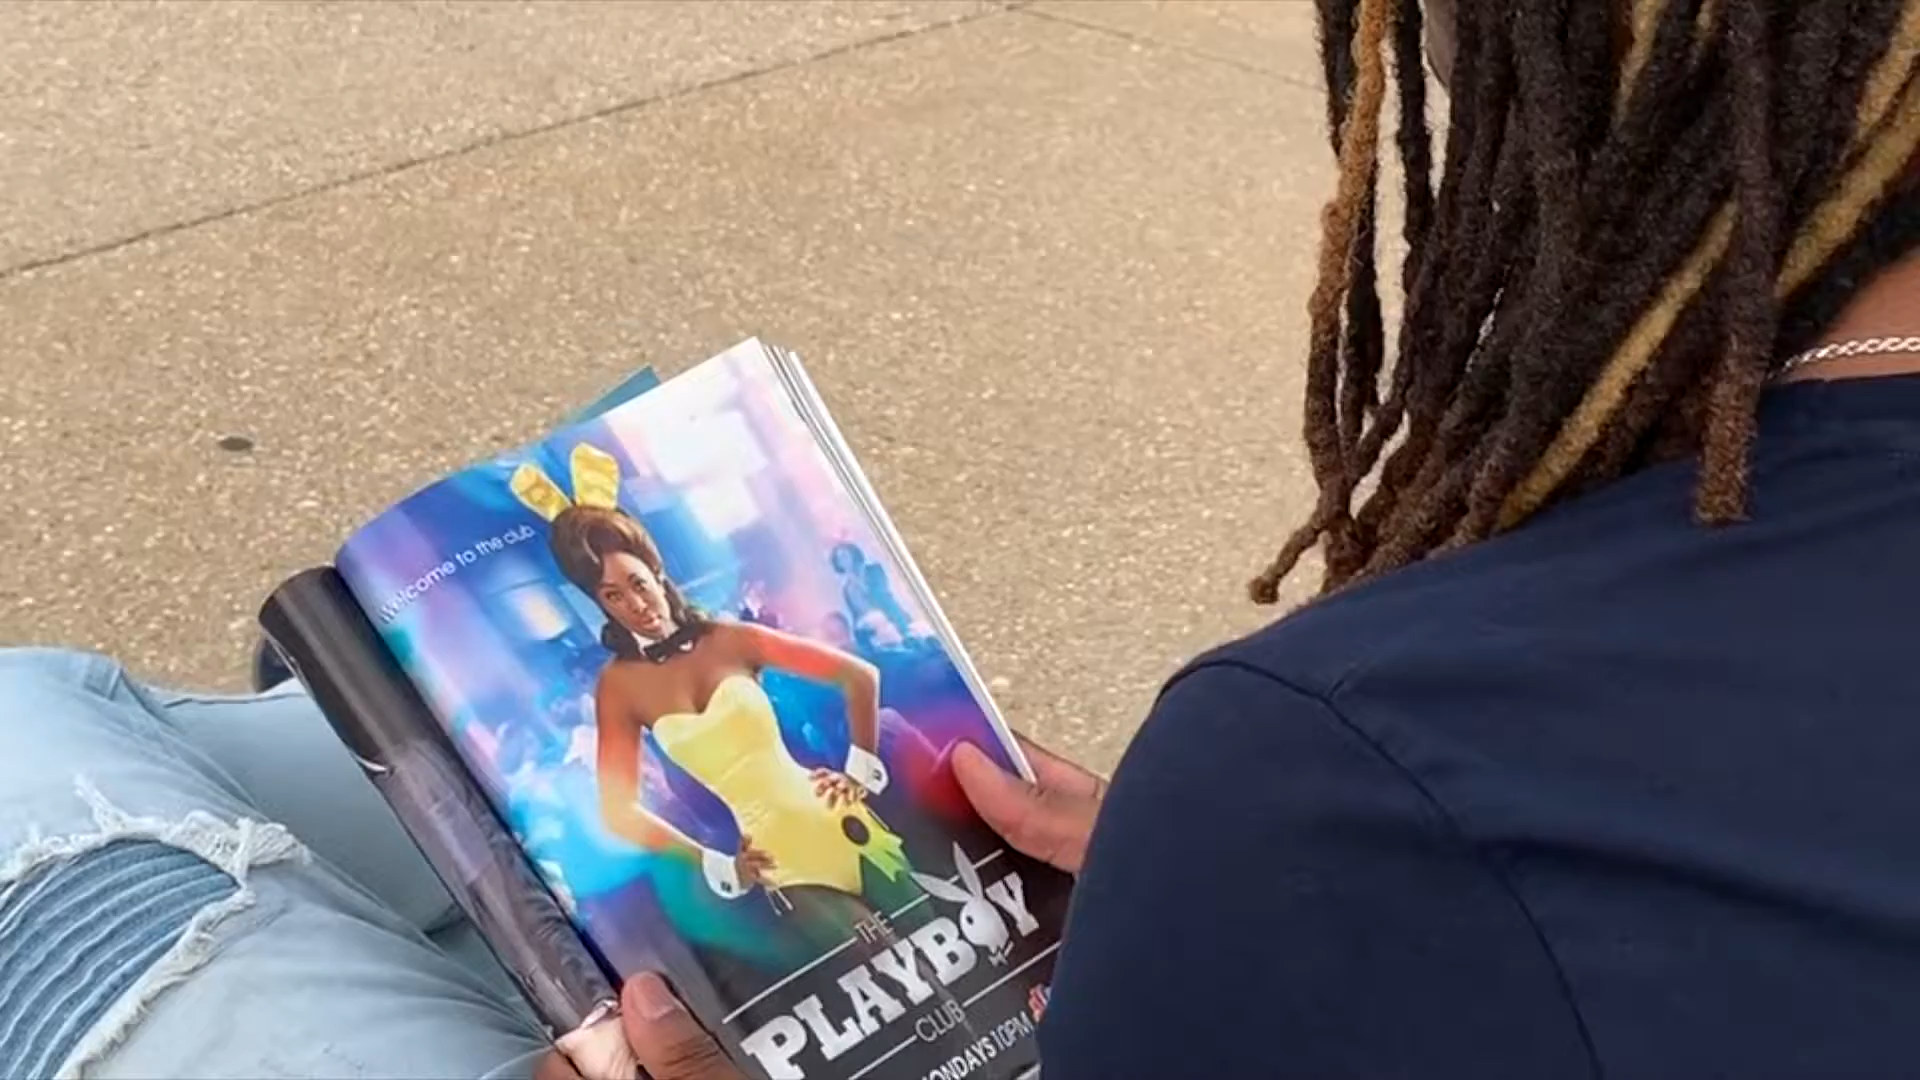 welcome to the club.
THE
PLAYBOY
CLUB
MONDAYS 10PM